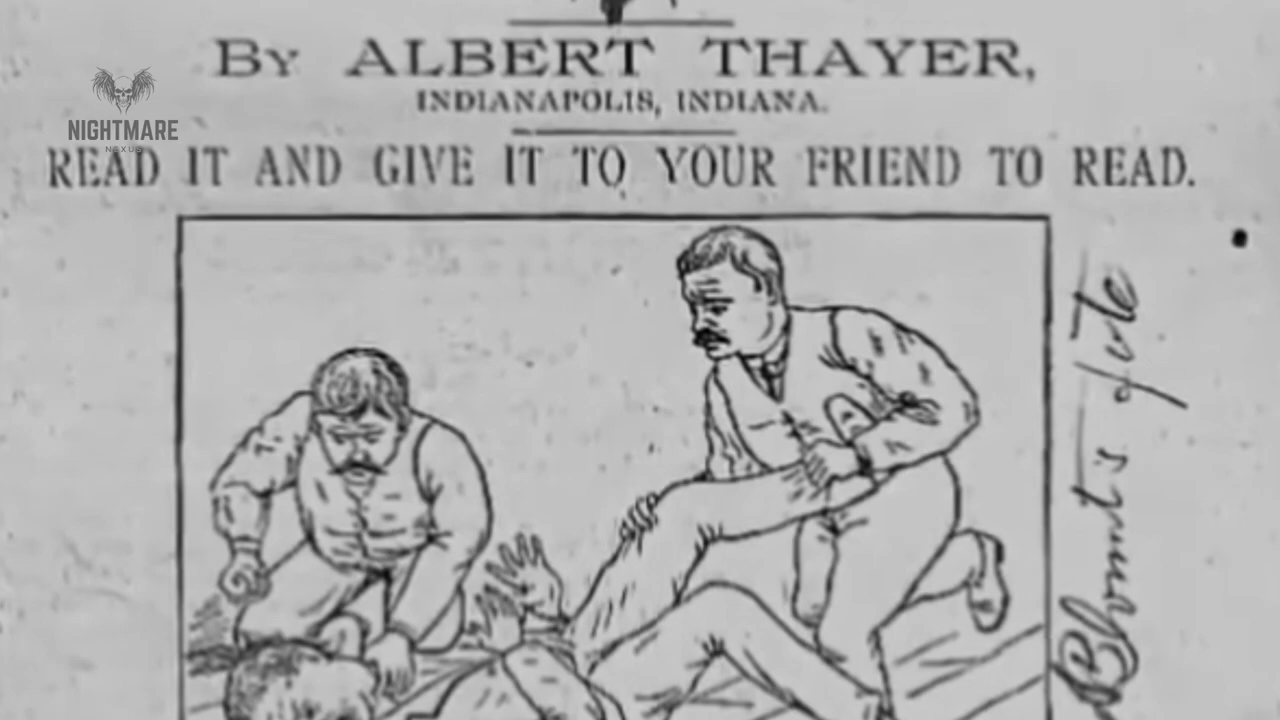 By ALBERT THAYER,
INDIANAPOLIS, INDIANA.
NIGHTMARE
NEXUS
READ IT AND GIVE IT TO YOUR FRIEND TO READ.